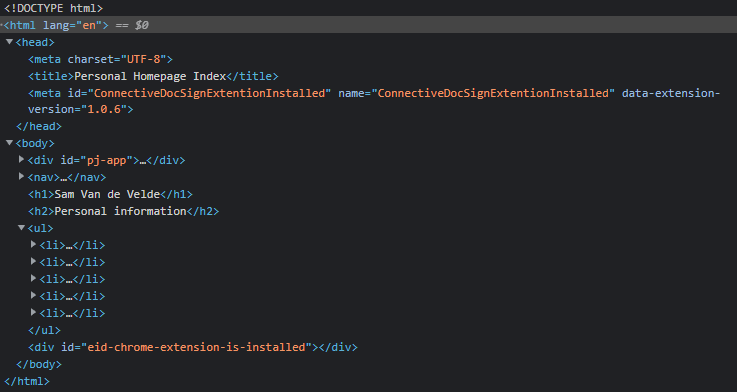 <!DOCTYPE html>
<html lang="en"> == $0
<head>
<meta charset="UTF-8">
<title>Personal Homepage Index</title>
<meta id="ConnectiveDocSignExtentionInstalled" name="ConnectiveDocSignExtentionInstalled" data-extension-
version="1.0.6">
</head>
<body>
<div id="pj-app">…</div>
<nav>…</nav>
<h1>Sam Van de Velde</h1>
<h2>Personal information</h2>
<ul>
<li>…</li>
<li>…</li>
<li>…</li>
<li>…</li>
<li>…</li>
</ul>
<div id="eid-chrome-extension-is-installed"></div>
</body>
</html>